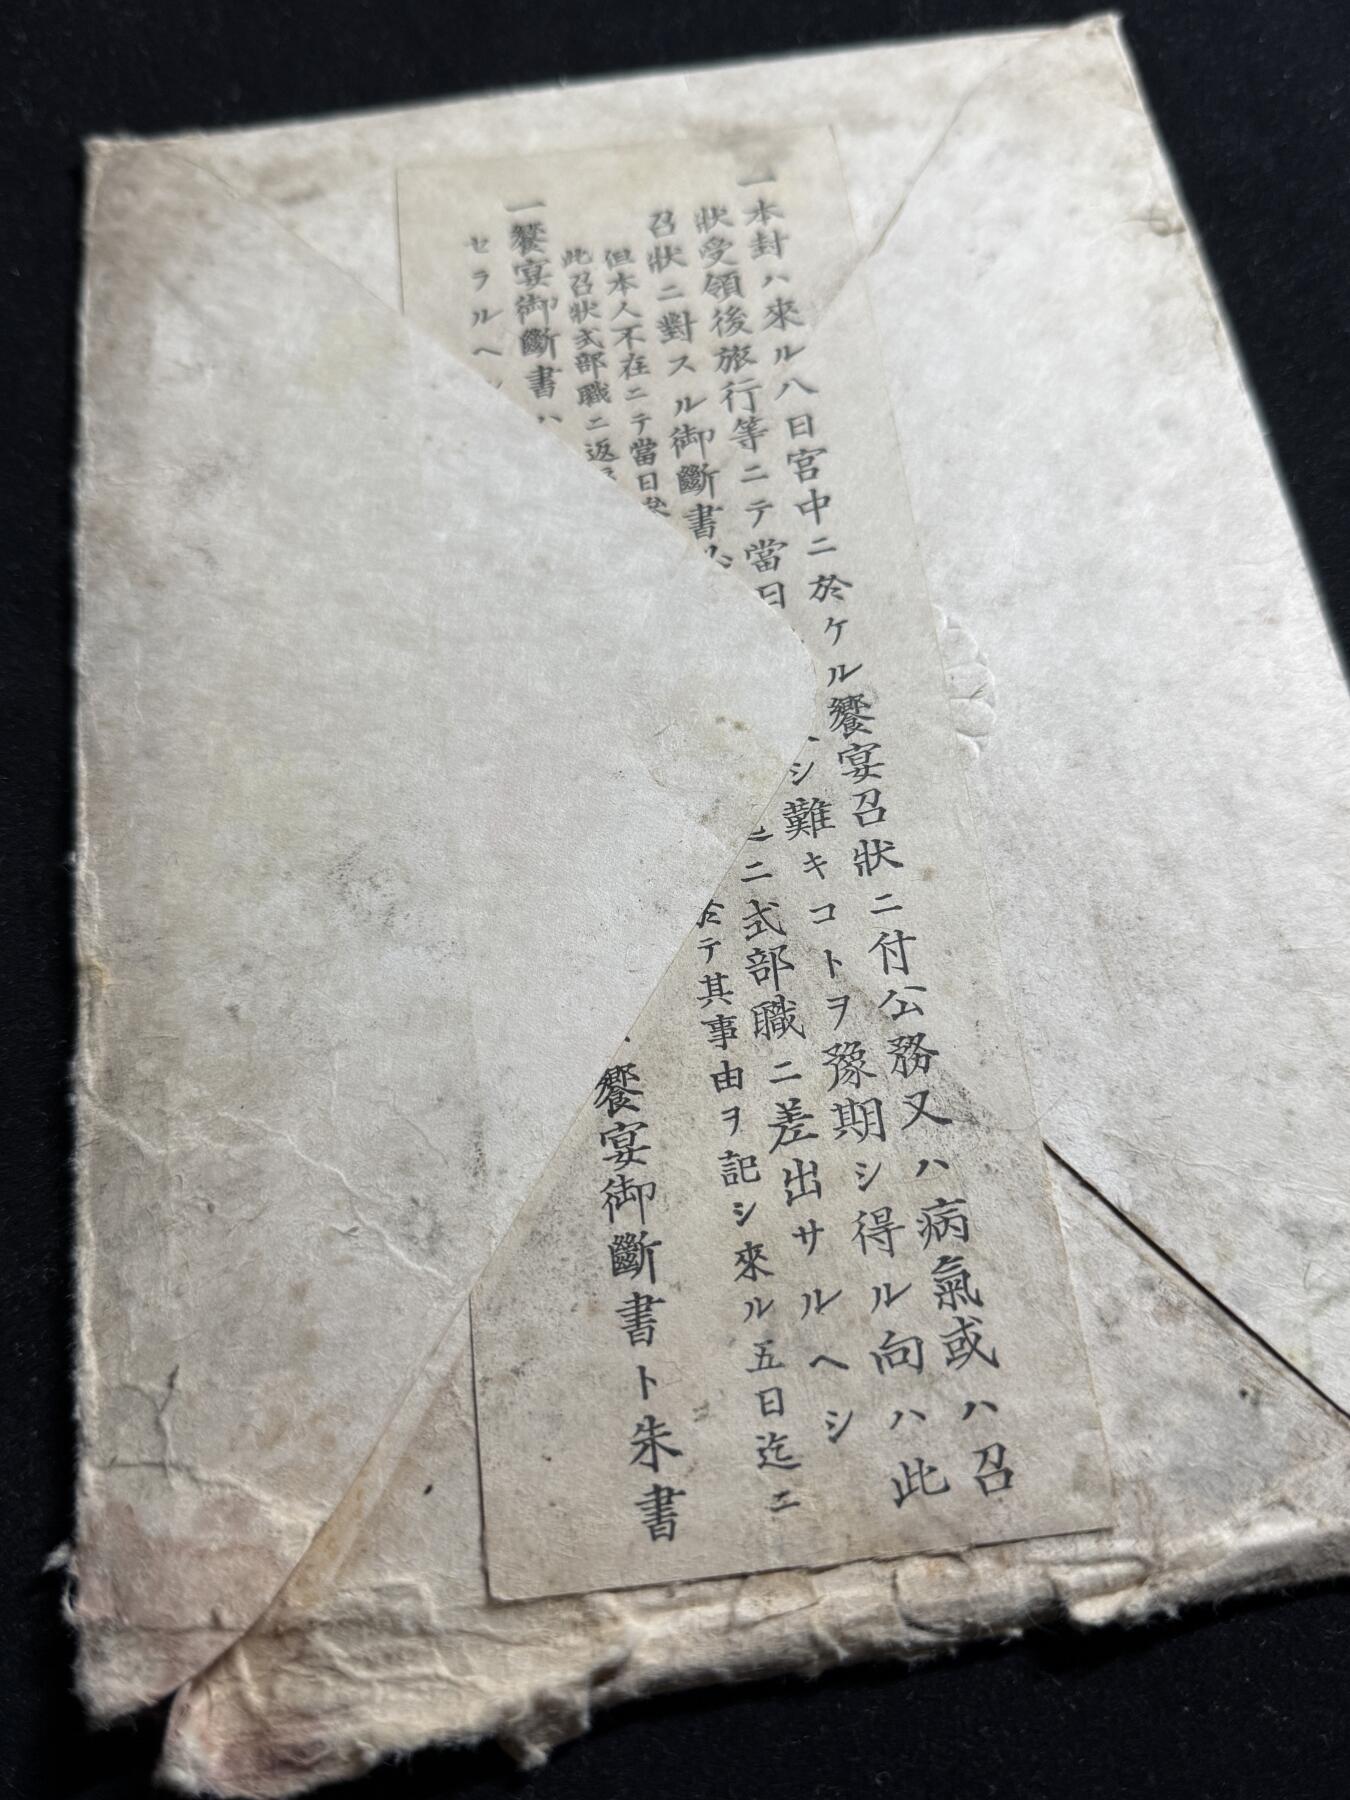 一本封ハ來ル八日宮中ニ於ケル饗宴召狀ニ付公務又ハ病氣或ハ召
狀受領後旅行等ニテ當日シ難キコトヲ豫期シ得ル向ハ此
召狀ニ對スル御斷書ニ式部職ニ差出サルヘシ
但本人不在ニテ當日於テ其事由ヲ記シ來ル五日迄ニ
此召狀式部職ニ返
一饗宴御斷書ハ饗宴御斷書ト朱書
セラルヘ